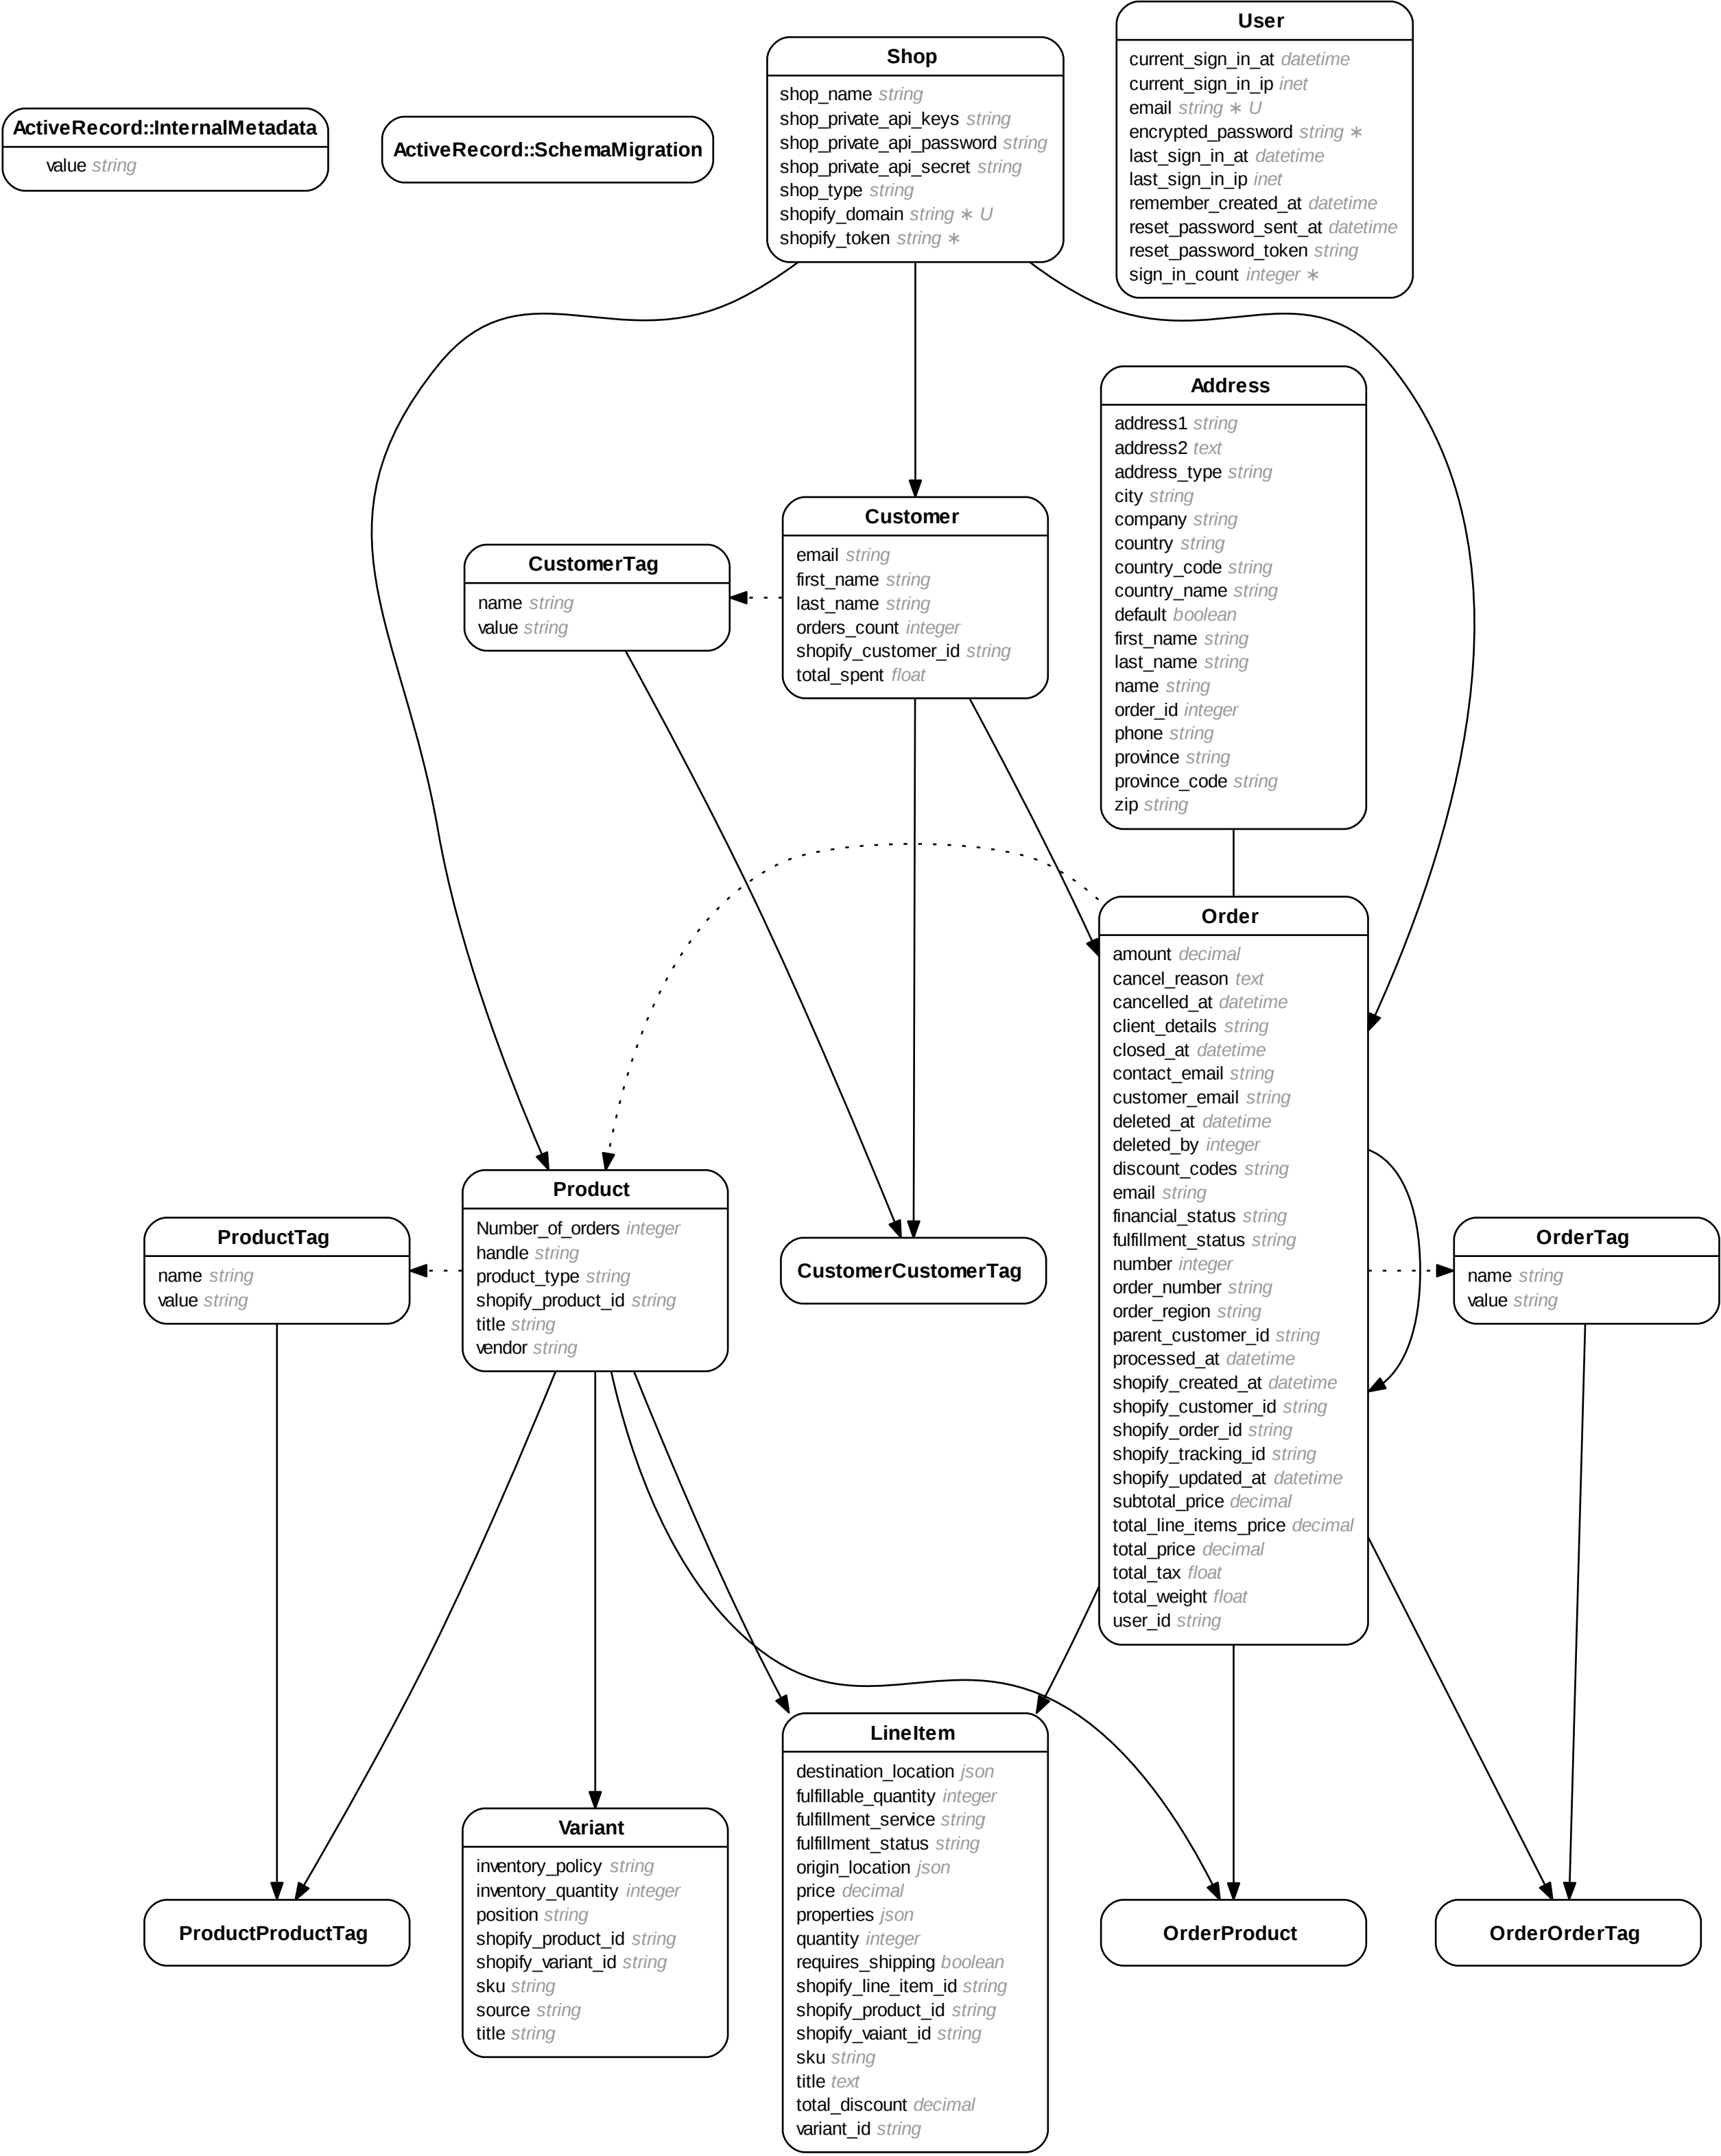 User
current_sign_in_at datetime
current_sign_in_ip inet
email string ∗ U
encrypted_password string ∗
last_sign_in_at datetime
last_sign_in_ip inet
remember_created_at datetime
reset_password_sent_at datetime
reset_password_token string
sign_in_count integer ∗
Shop
shop_name string
shop_private_api_keys string
shop_private_api_password string
shop_private_api_secret string
shop_type string
shopify_domain string ∗ U
shopify_token string ∗
ActiveRecord::InternalMetadata
value string
ActiveRecord::SchemaMigration
Address
address1 string
address2 text
address_type string
city string
company string
country string
country_code string
country_name string
default boolean
first_name string
last_name string
name string
order_id integer
phone string
province string
province_code string
zip string
Customer
email string
first_name string
last_name string
orders_count integer
shopify_customer_id string
total_spent float
CustomerTag
name string
value string
Order
amount decimal
cancel_reason text
cancelled_at datetime
client_details string
closed_at datetime
contact_email string
customer_email string
deleted_at datetime
deleted_by integer
discount_codes string
email string
financial_status string
fulfillment_status string
number integer
order_number string
order_region string
parent_customer_id string
processed_at datetime
shopify_created_at datetime
shopify_customer_id string
shopify_order_id string
shopify_tracking_id string
shopify_updated_at datetime
subtotal_price decimal
total_line_items_price decimal
total_price decimal
total_tax float
total_weight float
user_id string
Product
Number_of_orders integer
handle string
product_type string
shopify_product_id string
title string
vendor string
ProductTag
name string
value string
CustomerCustomerTag
OrderTag
name string
value string
LineItem
destination_location json
fulfillable_quantity integer
fulfillment_service string
fulfillment_status string
origin_location json
price decimal
properties json
quantity integer
requires_shipping boolean
shopify_line_item_id string
shopify_product_id string
shopify_vaiant_id string
sku string
title text
total_discount decimal
variant_id string
Variant
inventory_policy string
inventory_quantity integer
position string
shopify_product_id string
shopify_variant_id string
sku string
source string
title string
ProductProductTag
OrderProduct
OrderOrderTag